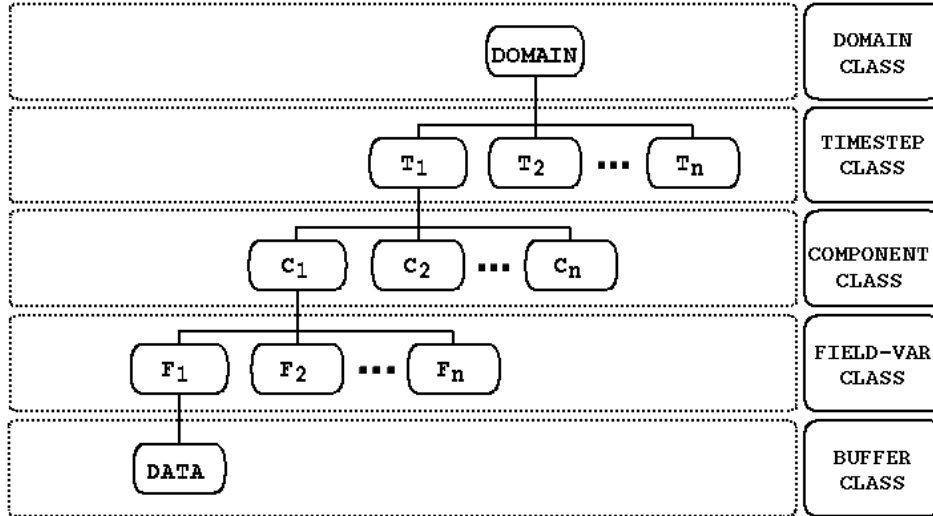 DOMAIN
DOMAIN
CLASS
T1 T2 ... Tn
TIMESTEP
CLASS
C1 C2 ... Cn
COMPONENT
CLASS
F1 F2 ... Fn
FIELD-VAR
CLASS
DATA
BUFFER
CLASS